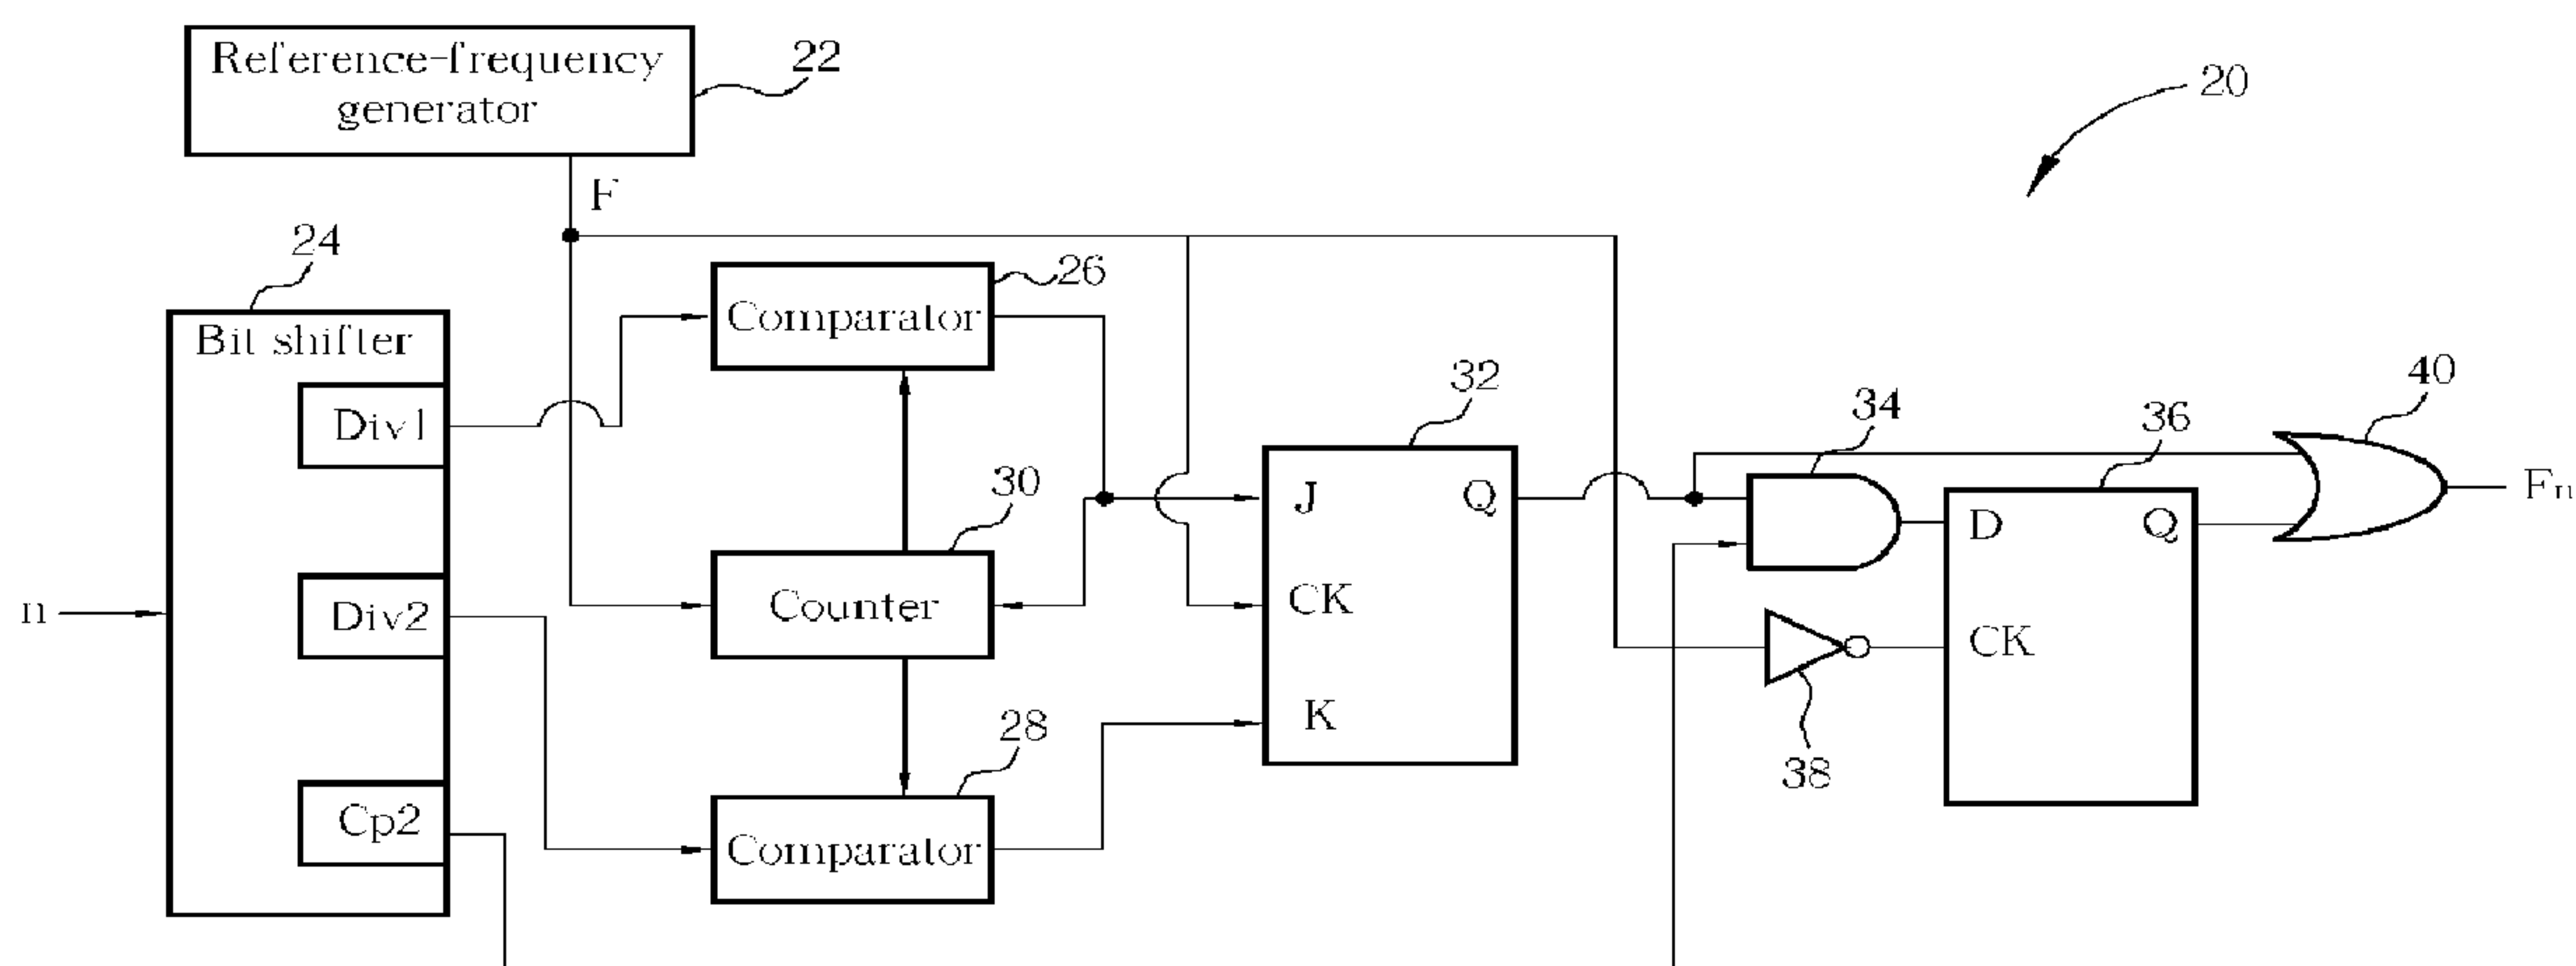 Reference-frequency
generator
22
20
F
24
26
Bit shifter
Comparator
32
40
34
36
Div1
30
J
Q
Fn
D
Q
n
Div2
Counter
CK
CK
28
K
38
Cp2
Comparator